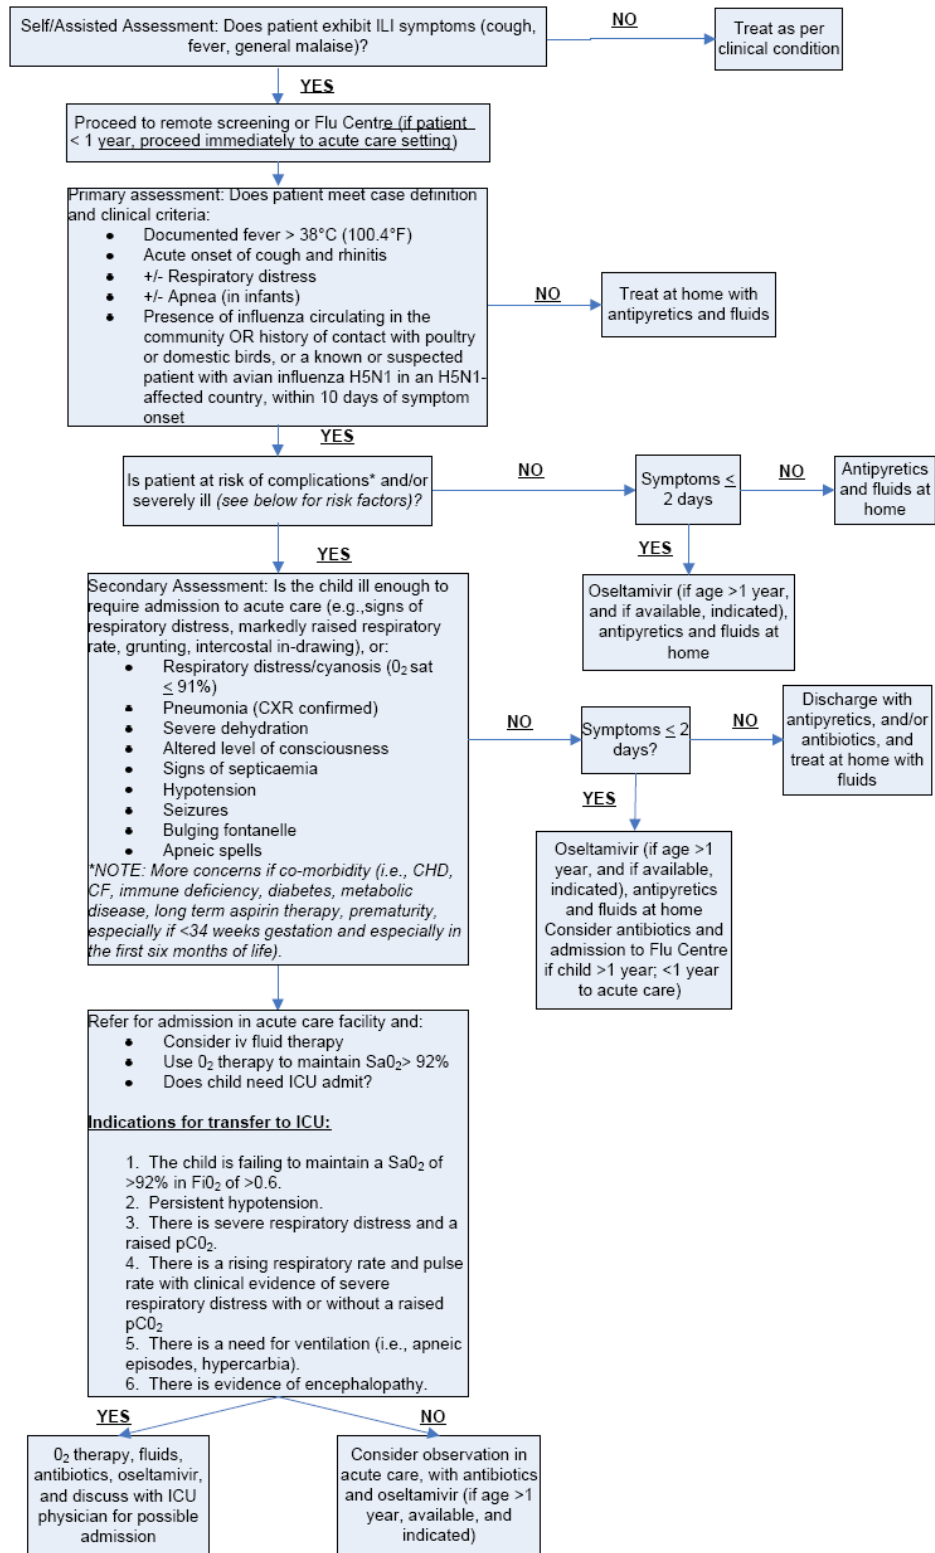 Self/Assisted Assessment: Does patient exhibit ILI symptoms (cough,
fever, general malaise)?
NO
Treat as per
clinical condition
YES
Proceed to remote screening or Flu Centre (if patient
< 1 year, proceed immediately to acute care setting)
Primary assessment: Does patient meet case definition
and clinical criteria:
• Documented fever > 38°C (100.4°F)
• Acute onset of cough and rhinitis
• +/- Respiratory distress
• +/- Apnea (in infants)
• Presence of influenza circulating in the
community OR history of contact with poultry
or domestic birds, or a known or suspected
patient with avian influenza H5N1 in an H5N1-
affected country, within 10 days of symptom
onset
NO
Treat at home with
antipyretics and fluids
YES
Is patient at risk of complications* and/or
severely ill (see below for risk factors)?
NO
Symptoms ≤
2 days
NO
Antipyretics
and fluids at
home
YES
Oseltamivir (if age >1 year,
and if available, indicated),
antipyretics and fluids at
home
YES
Secondary Assessment: Is the child ill enough to
require admission to acute care (e.g.,signs of
respiratory distress, markedly raised respiratory
rate, grunting, intercostal in-drawing), or:
• Respiratory distress/cyanosis (0₂ sat
≤ 91%)
• Pneumonia (CXR confirmed)
• Severe dehydration
• Altered level of consciousness
• Signs of septicaemia
• Hypotension
• Seizures
• Bulging fontanelle
• Apneic spells
*NOTE: More concerns if co-morbidity (i.e., CHD,
CF, immune deficiency, diabetes, metabolic
disease, long term aspirin therapy, prematurity,
especially if <34 weeks gestation and especially in
the first six months of life).
NO
Symptoms ≤ 2
days?
NO
Discharge with
antipyretics, and/or
antibiotics, and
treat at home with
fluids
YES
Oseltamivir (if age >1
year, and if available,
indicated), antipyretics
and fluids at home
Consider antibiotics and
admission to Flu Centre
if child >1 year; <1 year
to acute care)
Refer for admission in acute care facility and:
• Consider iv fluid therapy
• Use 0₂ therapy to maintain Sa0₂> 92%
• Does child need ICU admit?
Indications for transfer to ICU:
1. The child is failing to maintain a Sa0₂ of
>92% in Fi0₂ of >0.6.
2. Persistent hypotension.
3. There is severe respiratory distress and a
raised pC0₂.
4. There is a rising respiratory rate and pulse
rate with clinical evidence of severe
respiratory distress with or without a raised
pC0₂
5. There is a need for ventilation (i.e., apneic
episodes, hypercarbia).
6. There is evidence of encephalopathy.
YES
0₂ therapy, fluids,
antibiotics, oseltamivir,
and discuss with ICU
physician for possible
admission
NO
Consider observation in
acute care, with antibiotics
and oseltamivir (if age >1
year, available, and
indicated)